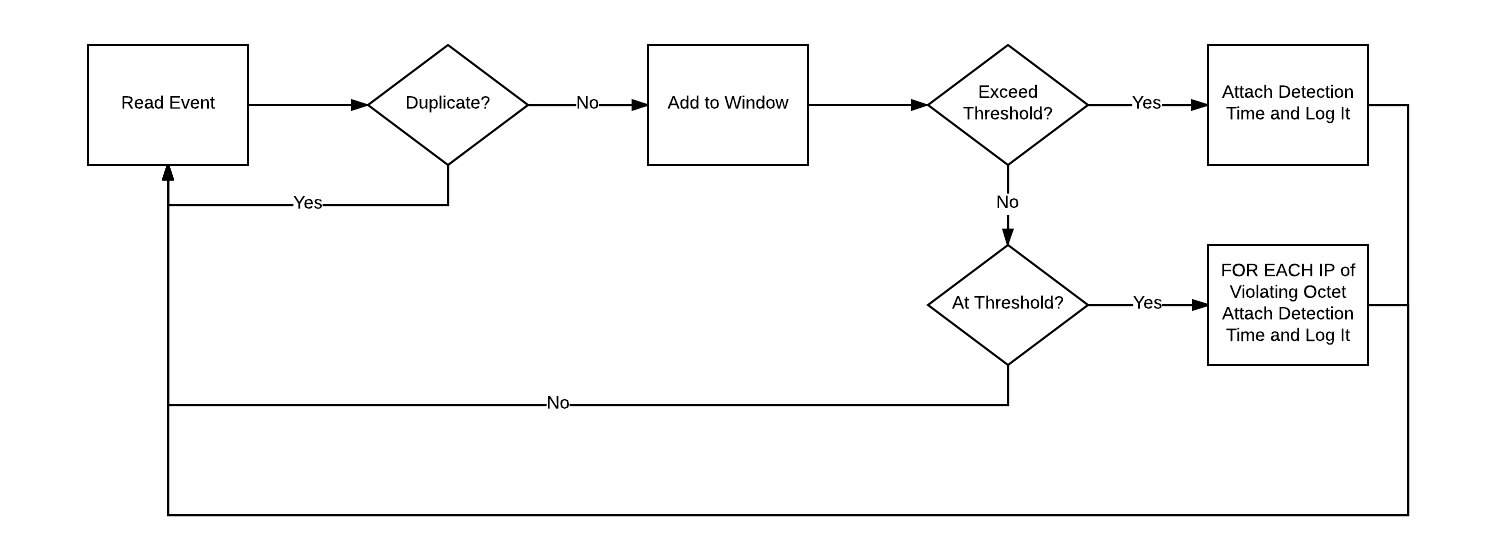 Read Event
Duplicate?
No
Add to Window
Exceed
Threshold?
Yes
Attach Detection
Time and Log It
Yes
No
At Threshold?
Yes
FOR EACH IP of
Violating Octet
Attach Detection
Time and Log It
No